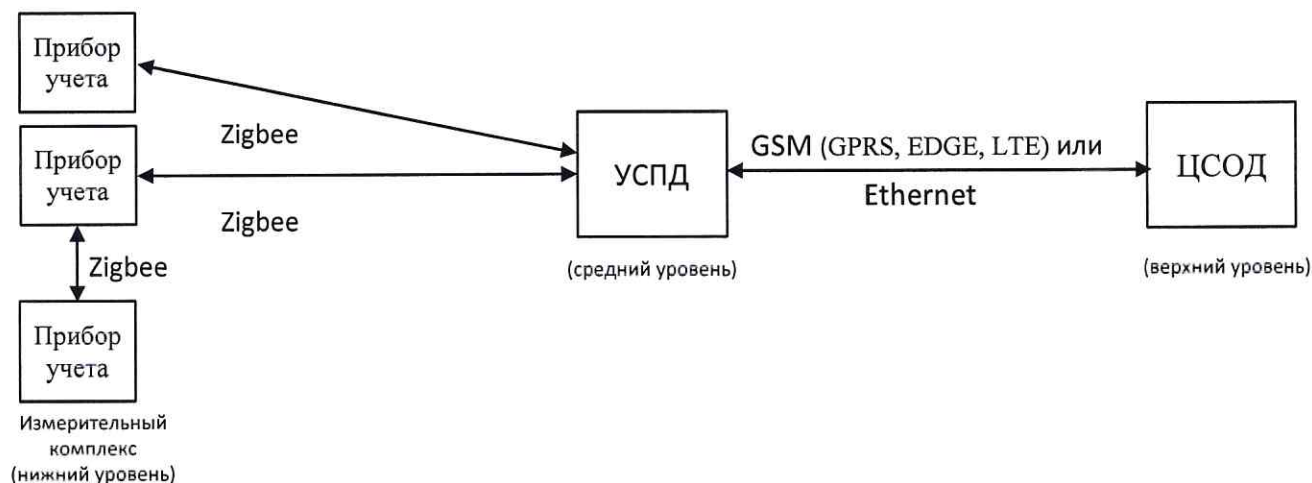 Прибор
учета
Zigbee
Прибор
учета
Zigbee
Zigbee
Прибор
учета
Измерительный
комплекс
(нижний уровень)
УСПД
(средний уровень)
GSM (GPRS, EDGE, LTE) или
Ethernet
ЦСОД
(верхний уровень)